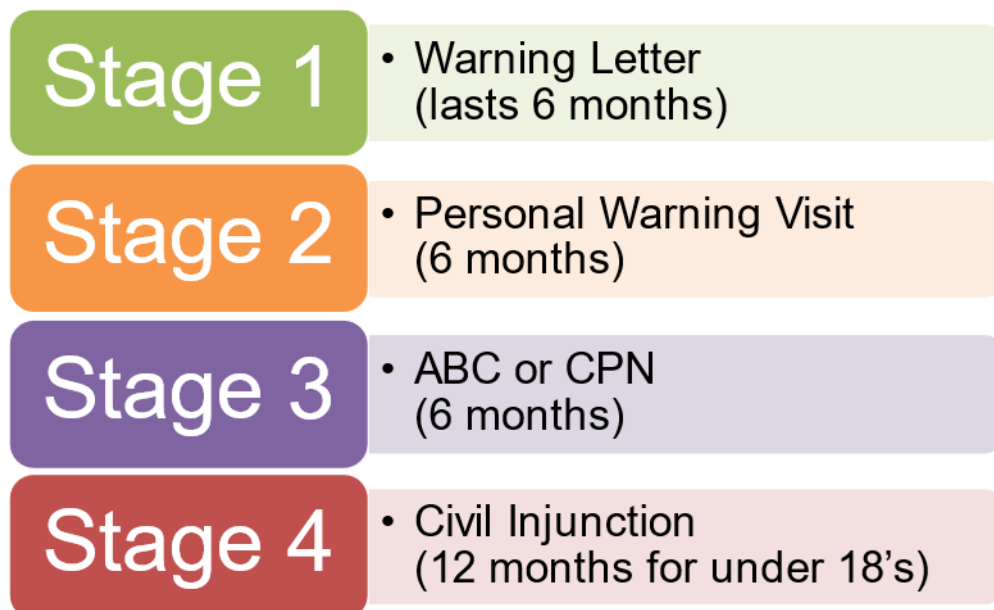 Stage 1
• Warning Letter
(lasts 6 months)
Stage 2
• Personal Warning Visit
(6 months)
Stage 3
• ABC or CPN
(6 months)
Stage 4
• Civil Injunction
(12 months for under 18’s)